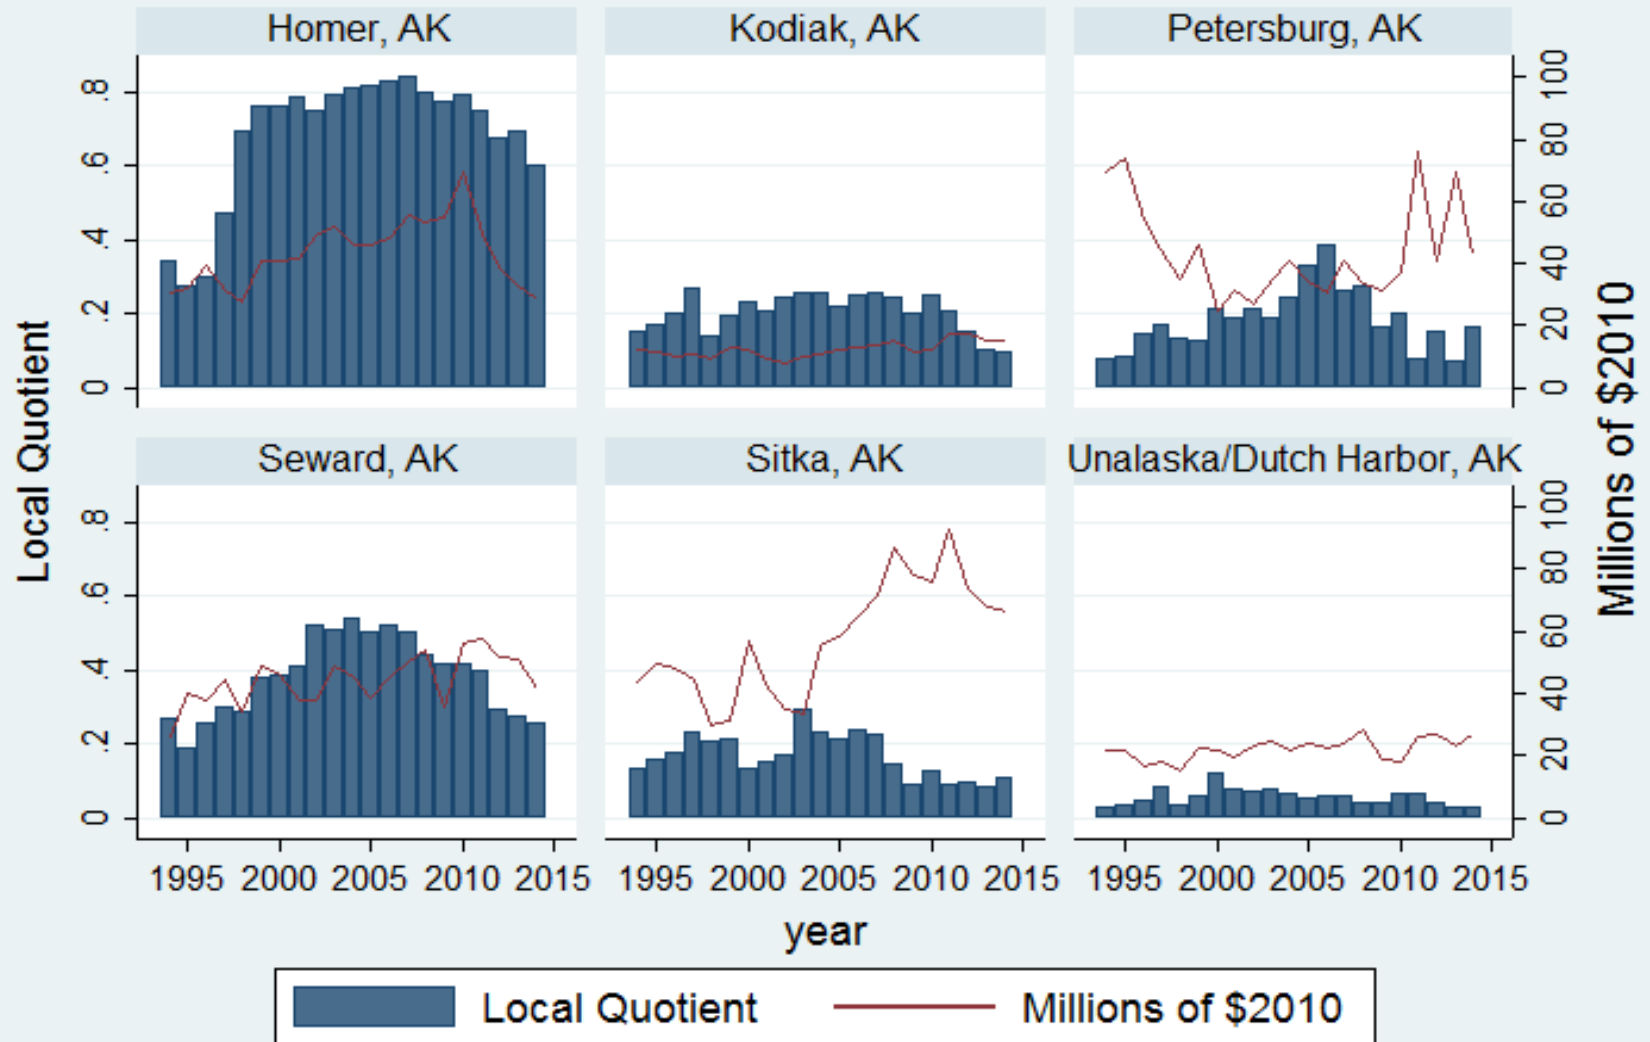 Homer, AK
Kodiak, AK
Petersburg, AK
Local Quotient
0 .2 .4 .6 .8
0 20 40 60 80 100
Millions of $2010
Seward, AK
Sitka, AK
Unalaska/Dutch Harbor, AK
0 .2 .4 .6 .8
0 20 40 60 80 100
1995 2000 2005 2010 2015
1995 2000 2005 2010 2015
1995 2000 2005 2010 2015
year
Local Quotient
Millions of $2010